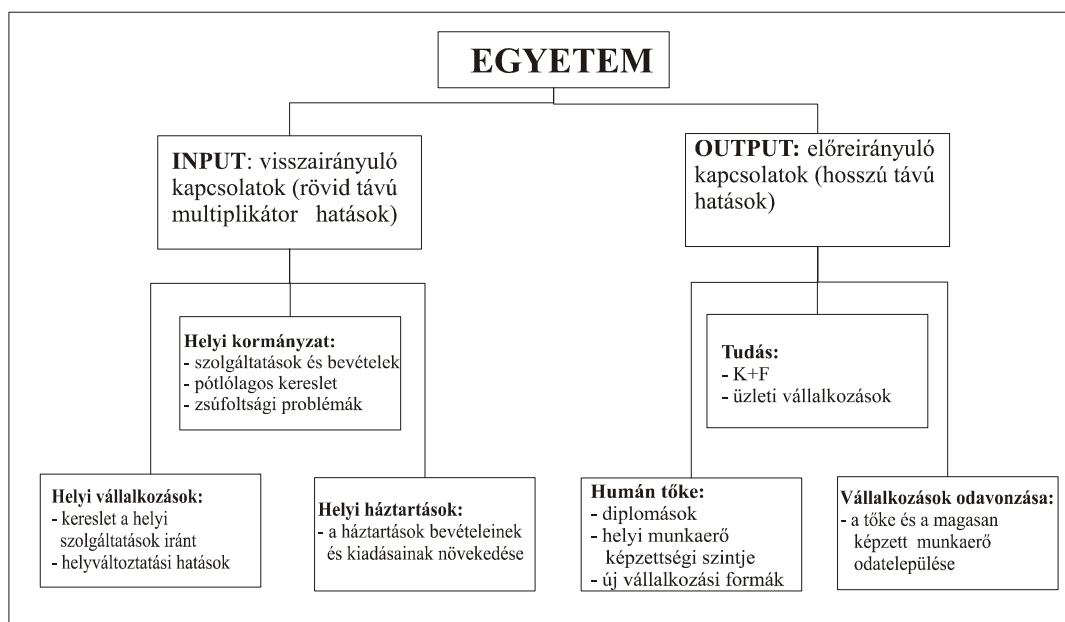 EGYETEM
INPUT: visszairányuló
kapcsolatok (rövid távú
multiplikátor hatások)
OUTPUT: előreirányuló
kapcsolatok (hosszú távú
hatások)
Helyi kormányzat:
- szolgáltatások és bevételek
- pótlólagos kereslet
- zsúfoltsági problémák
Tudás:
- K+F
- üzleti vállalkozások
Helyi vállalkozások:
- kereslet a helyi
szolgáltatások iránt
- helyváltoztatási hatások
Helyi háztartások:
- a háztartások bevételeinek
és kiadásainak növekedése
Humán tőke:
- diplomások
- helyi munkaerő
képzettségi szintje
- új vállalkozási formák
Vállalkozások odavonzása:
- a tőke és a magasan
képzett munkaerő
odatelepülése